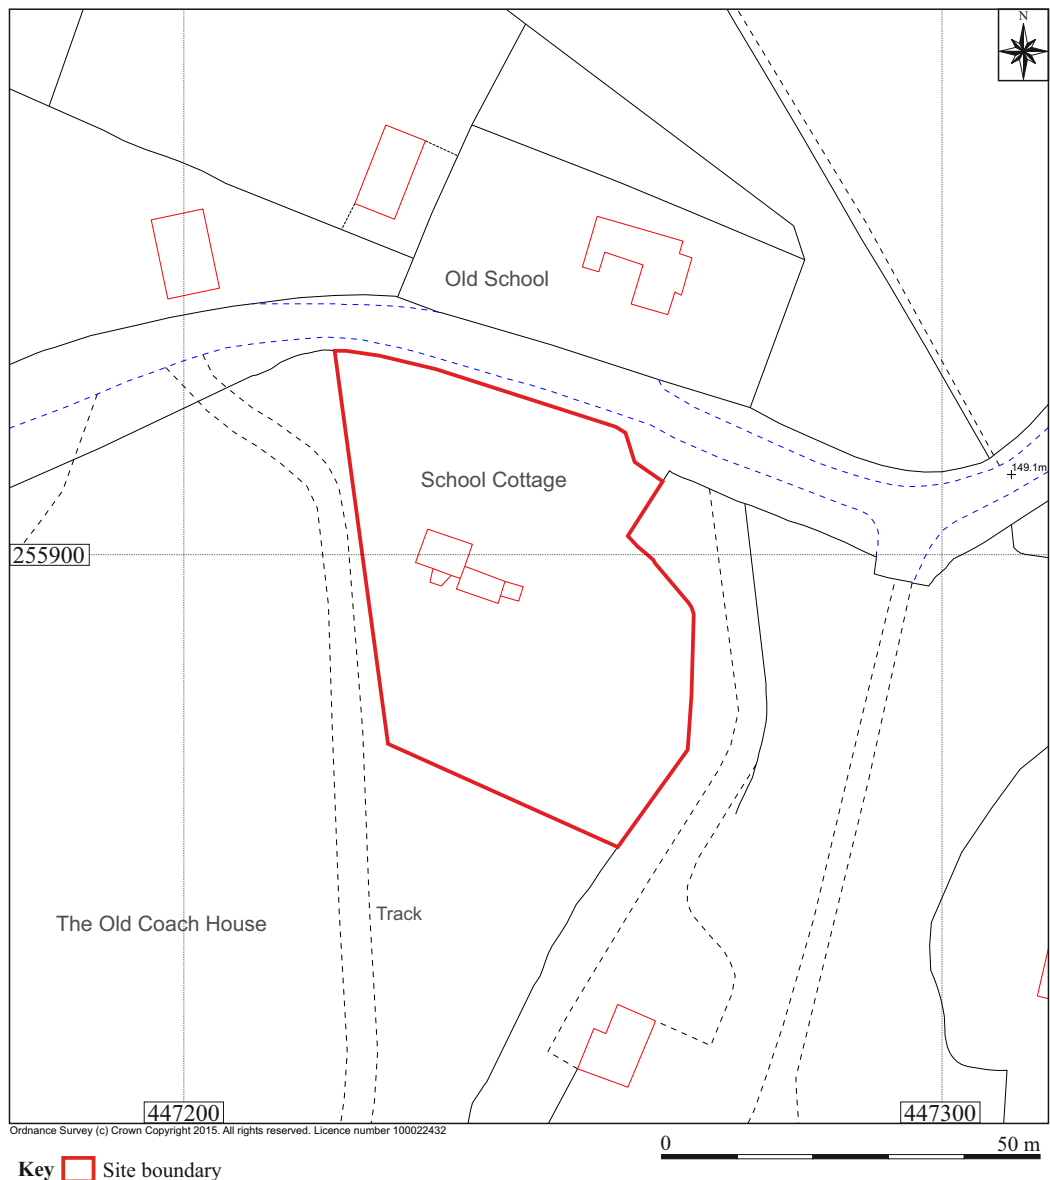 N
Old School
149.1m
School Cottage
255900
Track
The Old Coach House
447200
447300
Ordnance Survey (c) Crown Copyright 2015. All rights reserved. Licence number 100022432
0 50 m
Key Site boundary